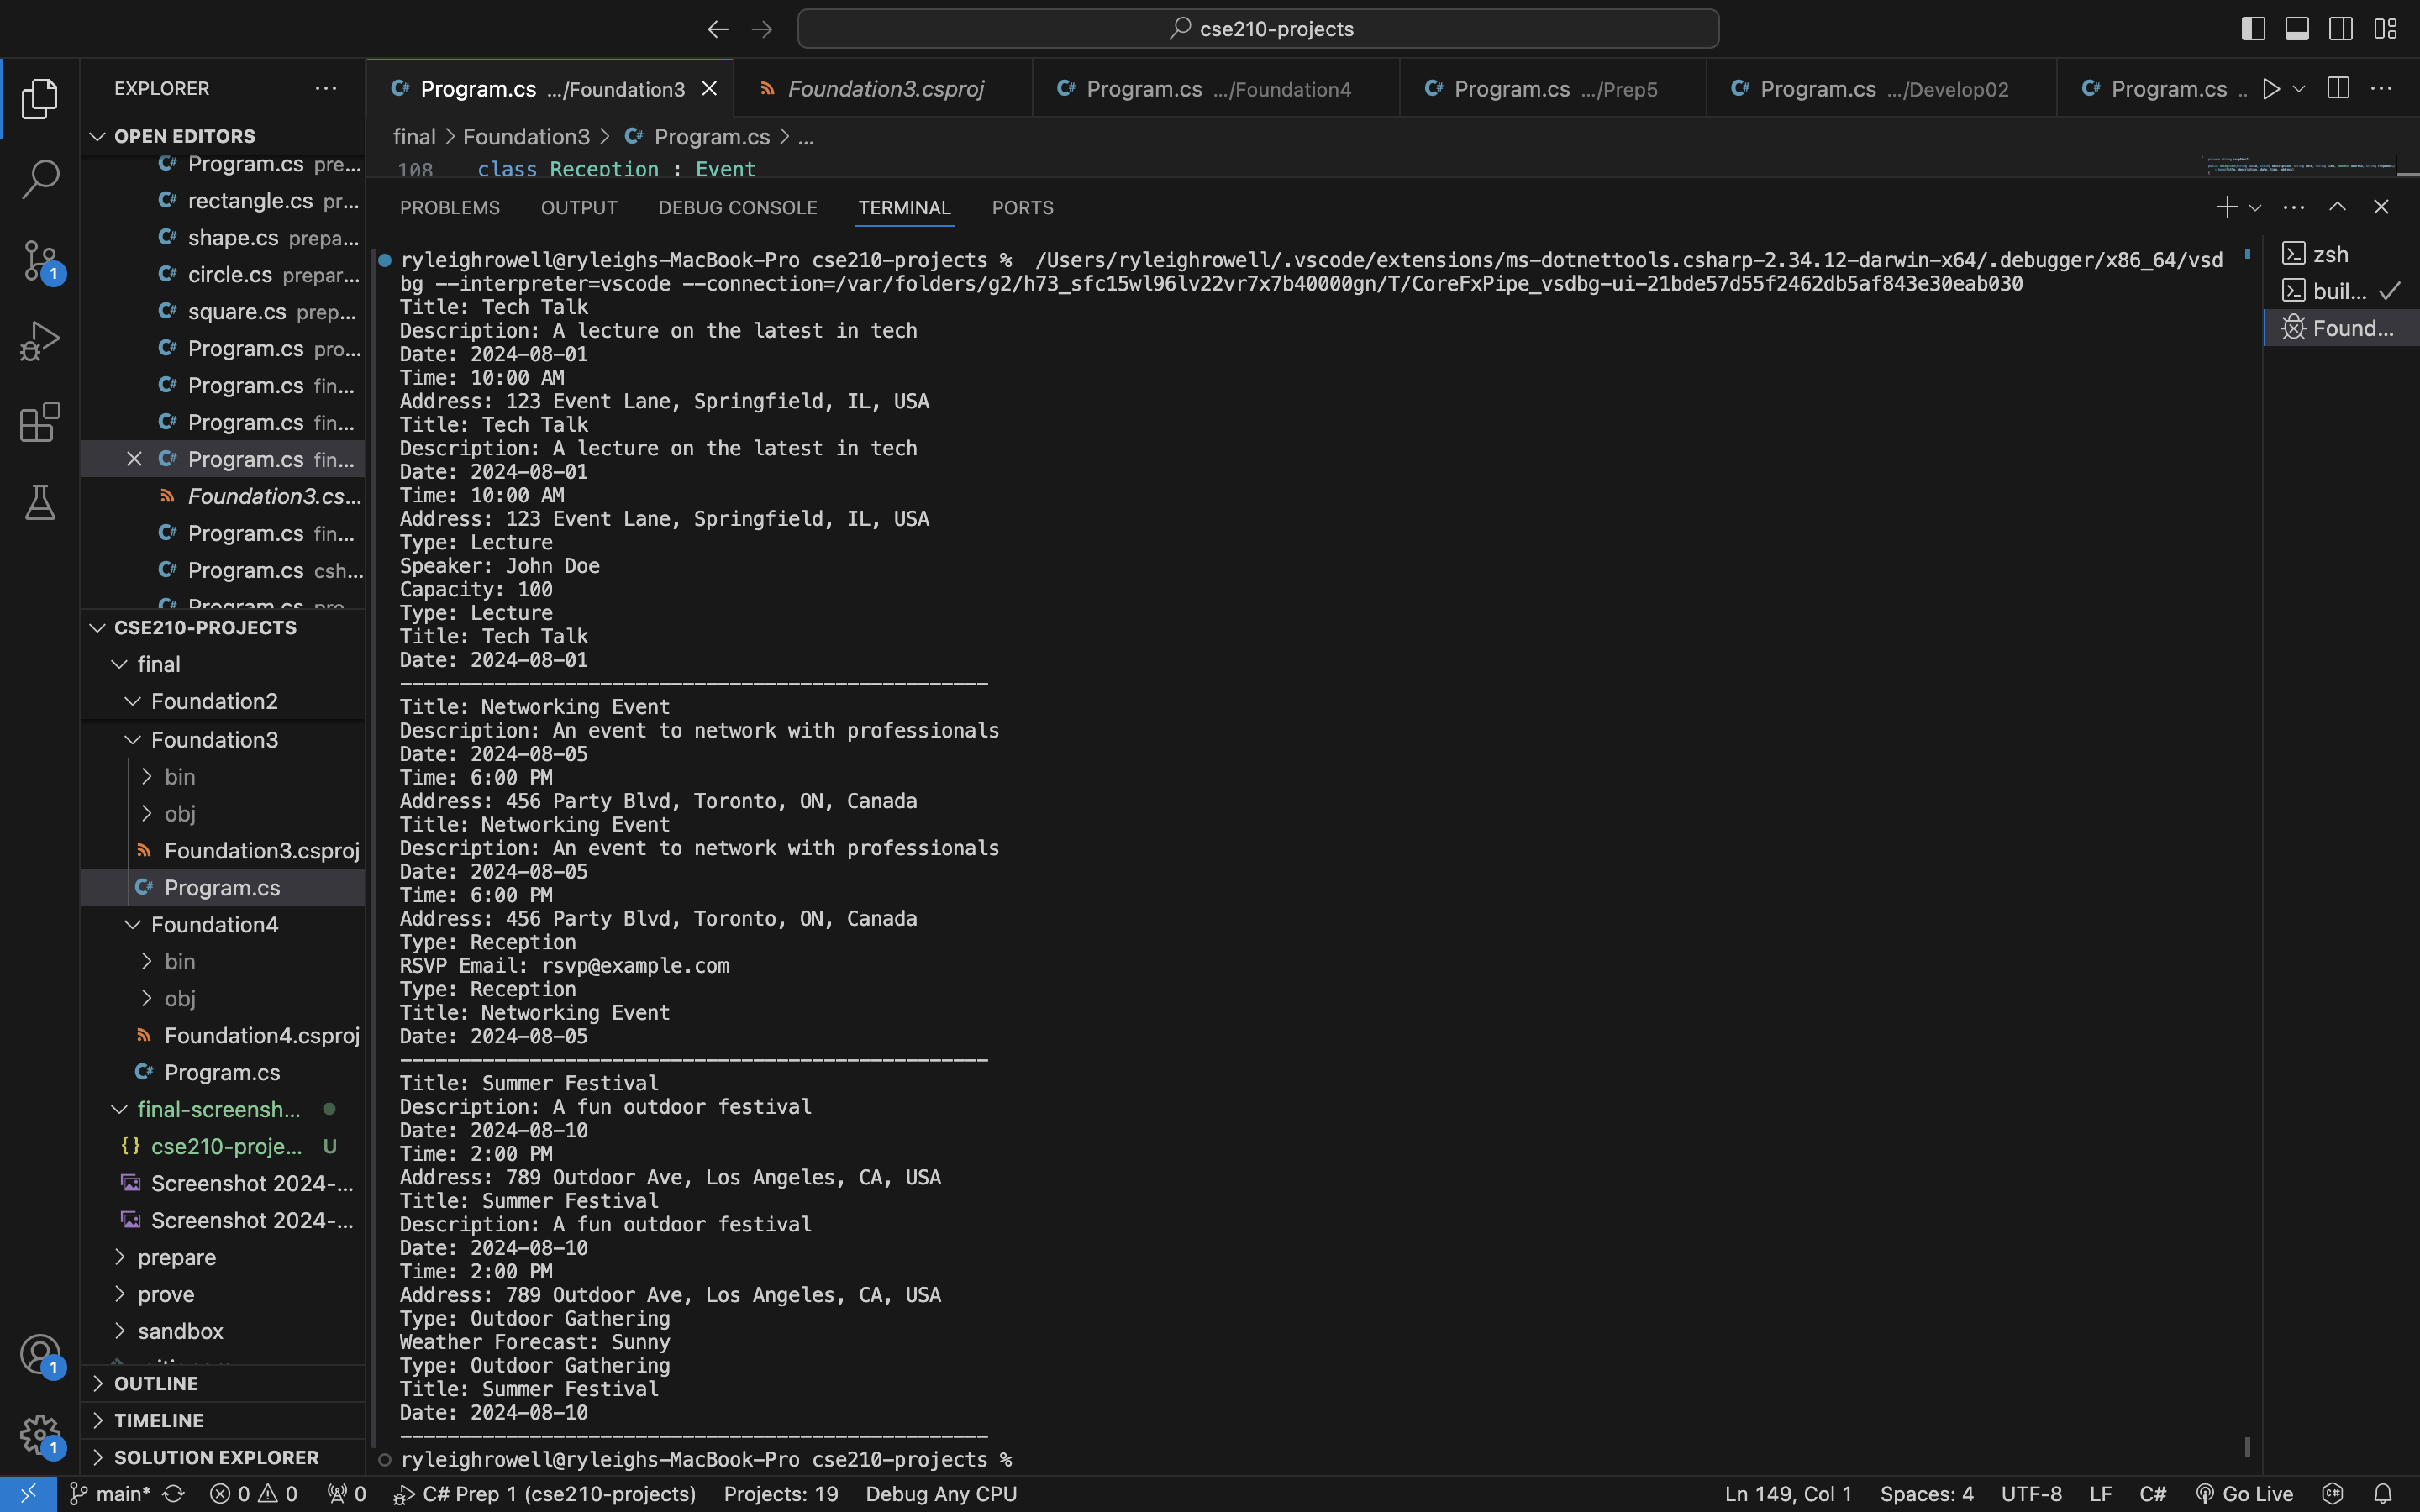 cse210-projects
EXPLORER
OPEN EDITORS
Program.cs pre...
rectangle.cs pr...
shape.cs prepa...
circle.cs prepar...
square.cs prep...
Program.cs pro...
Program.cs fin...
Program.cs fin...
Program.cs fin...
Foundation3.cs...
Program.cs fin...
Program.cs csh...
Program.cs pro
CSE210-PROJECTS
final
Foundation2
Foundation3
bin
obj
Foundation3.csproj
Program.cs
Foundation4
bin
obj
Foundation4.csproj
Program.cs
final-screensh...
cse210-proje... U
Screenshot 2024-...
Screenshot 2024-...
prepare
prove
sandbox
OUTLINE
TIMELINE
SOLUTION EXPLORER
Program.cs .../Foundation3
Foundation3.csproj
Program.cs .../Foundation4
Program.cs .../Prep5
Program.cs .../Develop02
Program.cs ..
final > Foundation3 > Program.cs > ...
108 class Reception : Event
PROBLEMS OUTPUT DEBUG CONSOLE TERMINAL PORTS
ryleighrowell@ryleighs-MacBook-Pro cse210-projects % /Users/ryleighrowell/.vscode/extensions/ms-dotnettools.csharp-2.34.12-darwin-x64/.debugger/x86_64/vsd
bg --interpreter=vscode --connection=/var/folders/g2/h73_sfc15wl96lv22vr7x7b40000gn/T/CoreFxPipe_vsdbg-ui-21bde57d55f2462db5af843e30eab030
Title: Tech Talk
Description: A lecture on the latest in tech
Date: 2024-08-01
Time: 10:00 AM
Address: 123 Event Lane, Springfield, IL, USA
Title: Tech Talk
Description: A lecture on the latest in tech
Date: 2024-08-01
Time: 10:00 AM
Address: 123 Event Lane, Springfield, IL, USA
Type: Lecture
Speaker: John Doe
Capacity: 100
Type: Lecture
Title: Tech Talk
Date: 2024-08-01
--------------------------------------------------
Title: Networking Event
Description: An event to network with professionals
Date: 2024-08-05
Time: 6:00 PM
Address: 456 Party Blvd, Toronto, ON, Canada
Title: Networking Event
Description: An event to network with professionals
Date: 2024-08-05
Time: 6:00 PM
Address: 456 Party Blvd, Toronto, ON, Canada
Type: Reception
RSVP Email: rsvp@example.com
Type: Reception
Title: Networking Event
Date: 2024-08-05
--------------------------------------------------
Title: Summer Festival
Description: A fun outdoor festival
Date: 2024-08-10
Time: 2:00 PM
Address: 789 Outdoor Ave, Los Angeles, CA, USA
Title: Summer Festival
Description: A fun outdoor festival
Date: 2024-08-10
Time: 2:00 PM
Address: 789 Outdoor Ave, Los Angeles, CA, USA
Type: Outdoor Gathering
Weather Forecast: Sunny
Type: Outdoor Gathering
Title: Summer Festival
Date: 2024-08-10
--------------------------------------------------
ryleighrowell@ryleighs-MacBook-Pro cse210-projects %
zsh
buil...
Found...
1
1
1
main* 0 0 0 C# Prep 1 (cse210-projects) Projects: 19 Debug Any CPU Ln 149, Col 1 Spaces: 4 UTF-8 LF C# Go Live